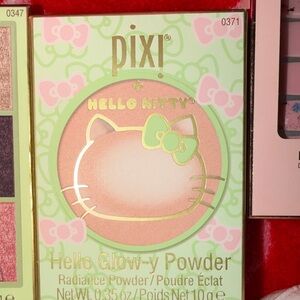 0347
0371
pixi
+
HELLO KITTY
Hello Glow-y Powder
Radiance Powder / Poudre Éclat
Net Wt. 0.35 oz / Poids Net 10 g